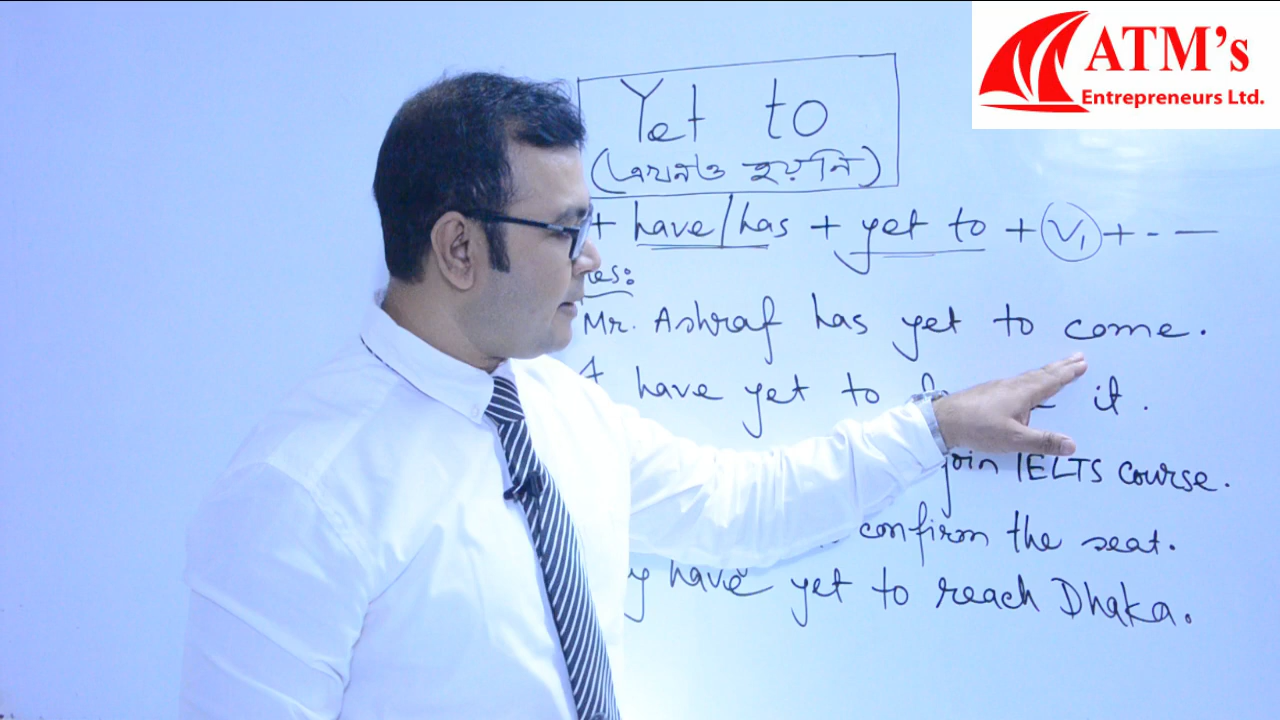 ATM's
Entrepreneurs Ltd.
Yet to
(এখনও হয়নি)
+ have/has + yet to + V1 + - —
res:
Mr. Ashraf has yet to come.
have yet to it.
join IELTS course.
confirm the seat.
y have yet to reach Dhaka.